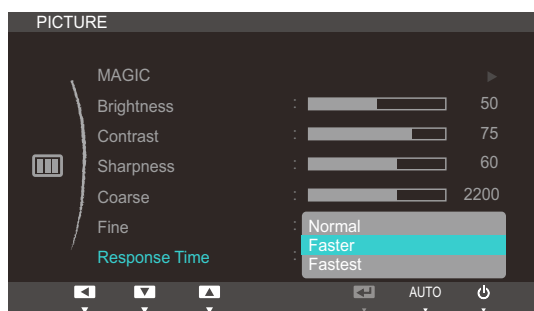 PICTURE
MAGIC
Brightness : 50
Contrast : 75
Sharpness : 60
Coarse : 2200
Fine : Normal
Faster
Response Time : Fastest
AUTO